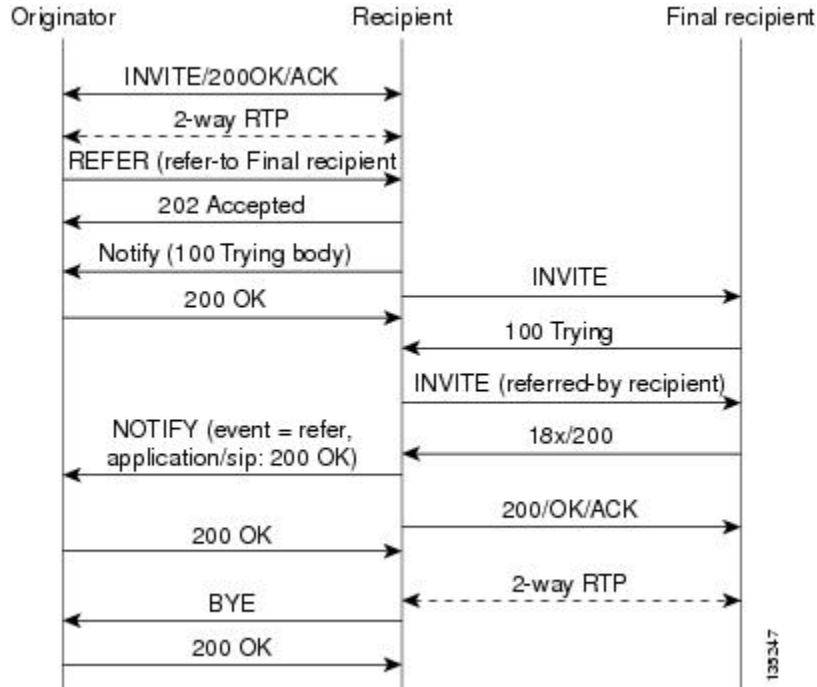 Originator
Recipient
Final recipient
INVITE/200OK/ACK
2-way RTP
REFER (refer-to Final recipient
202 Accepted
Notify (100 Trying body)
INVITE
200 OK
100 Trying
INVITE (referred-by recipient)
NOTIFY (event = refer,
application/sip: 200 OK)
18x/200
200/OK/ACK
200 OK
2-way RTP
BYE
200 OK
135247